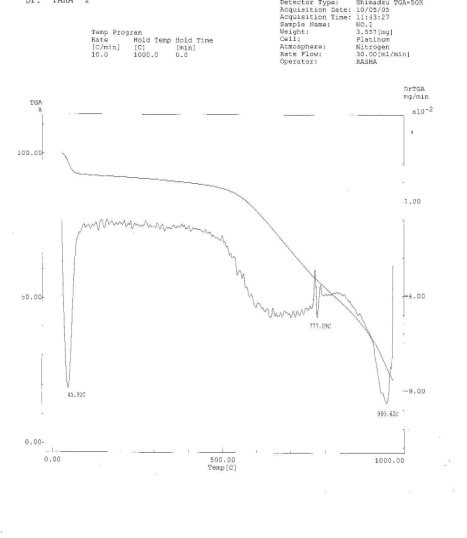 Dr. TAHA 1
Detector Type: Shimadzu TGA-50H
Acquisition Date: 10/05/05
Acquisition Time: 11:43:27
Sample Name: NO.1
Weight: 3.557[mg]
Cell: Platinum
Atmosphere: Nitrogen
Rate Flow: 30.00[ml/min]
Operator: RASHA
Temp Program
Rate Hold Temp Hold Time
[C/min] [C] [min]
10.0 1000.0 0.0
TGA
%
DrTGA
mg/min
x10-2
100.00
50.00
0.00
1.00
-4.00
-9.00
777.09C
0.00 500.00 1000.00
Temp[C]